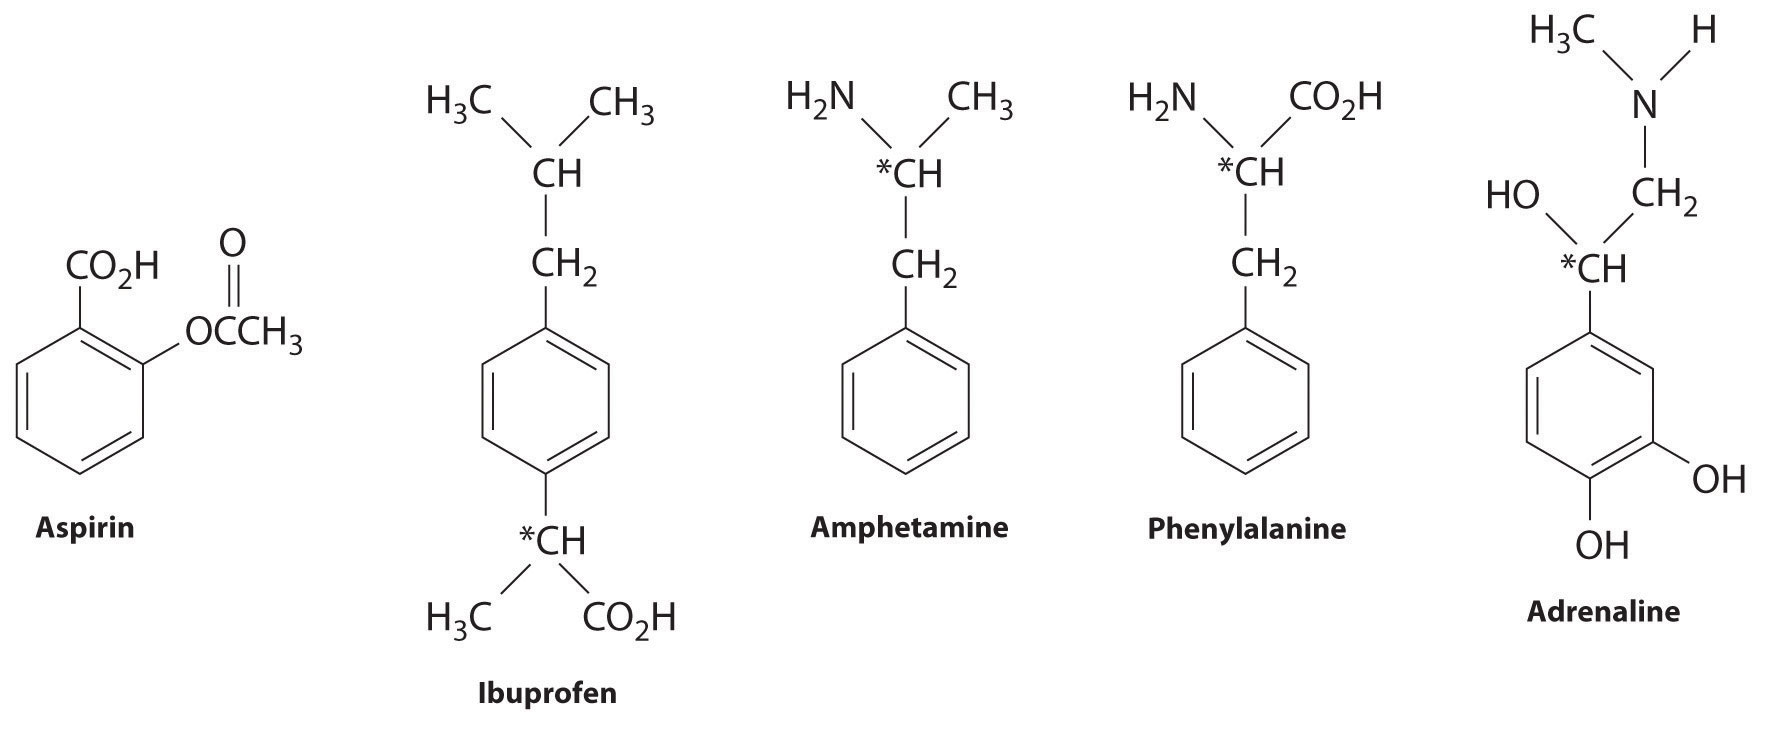 CO₂H
O
OCCH₃
Aspirin
H₃C CH₃
CH
CH₂
*CH
H₃C CO₂H
Ibuprofen
H₂N CH₃
*CH
CH₂
Amphetamine
H₂N CO₂H
*CH
CH₂
Phenylalanine
H₃C H
N
HO CH₂
*CH
OH
OH
Adrenaline